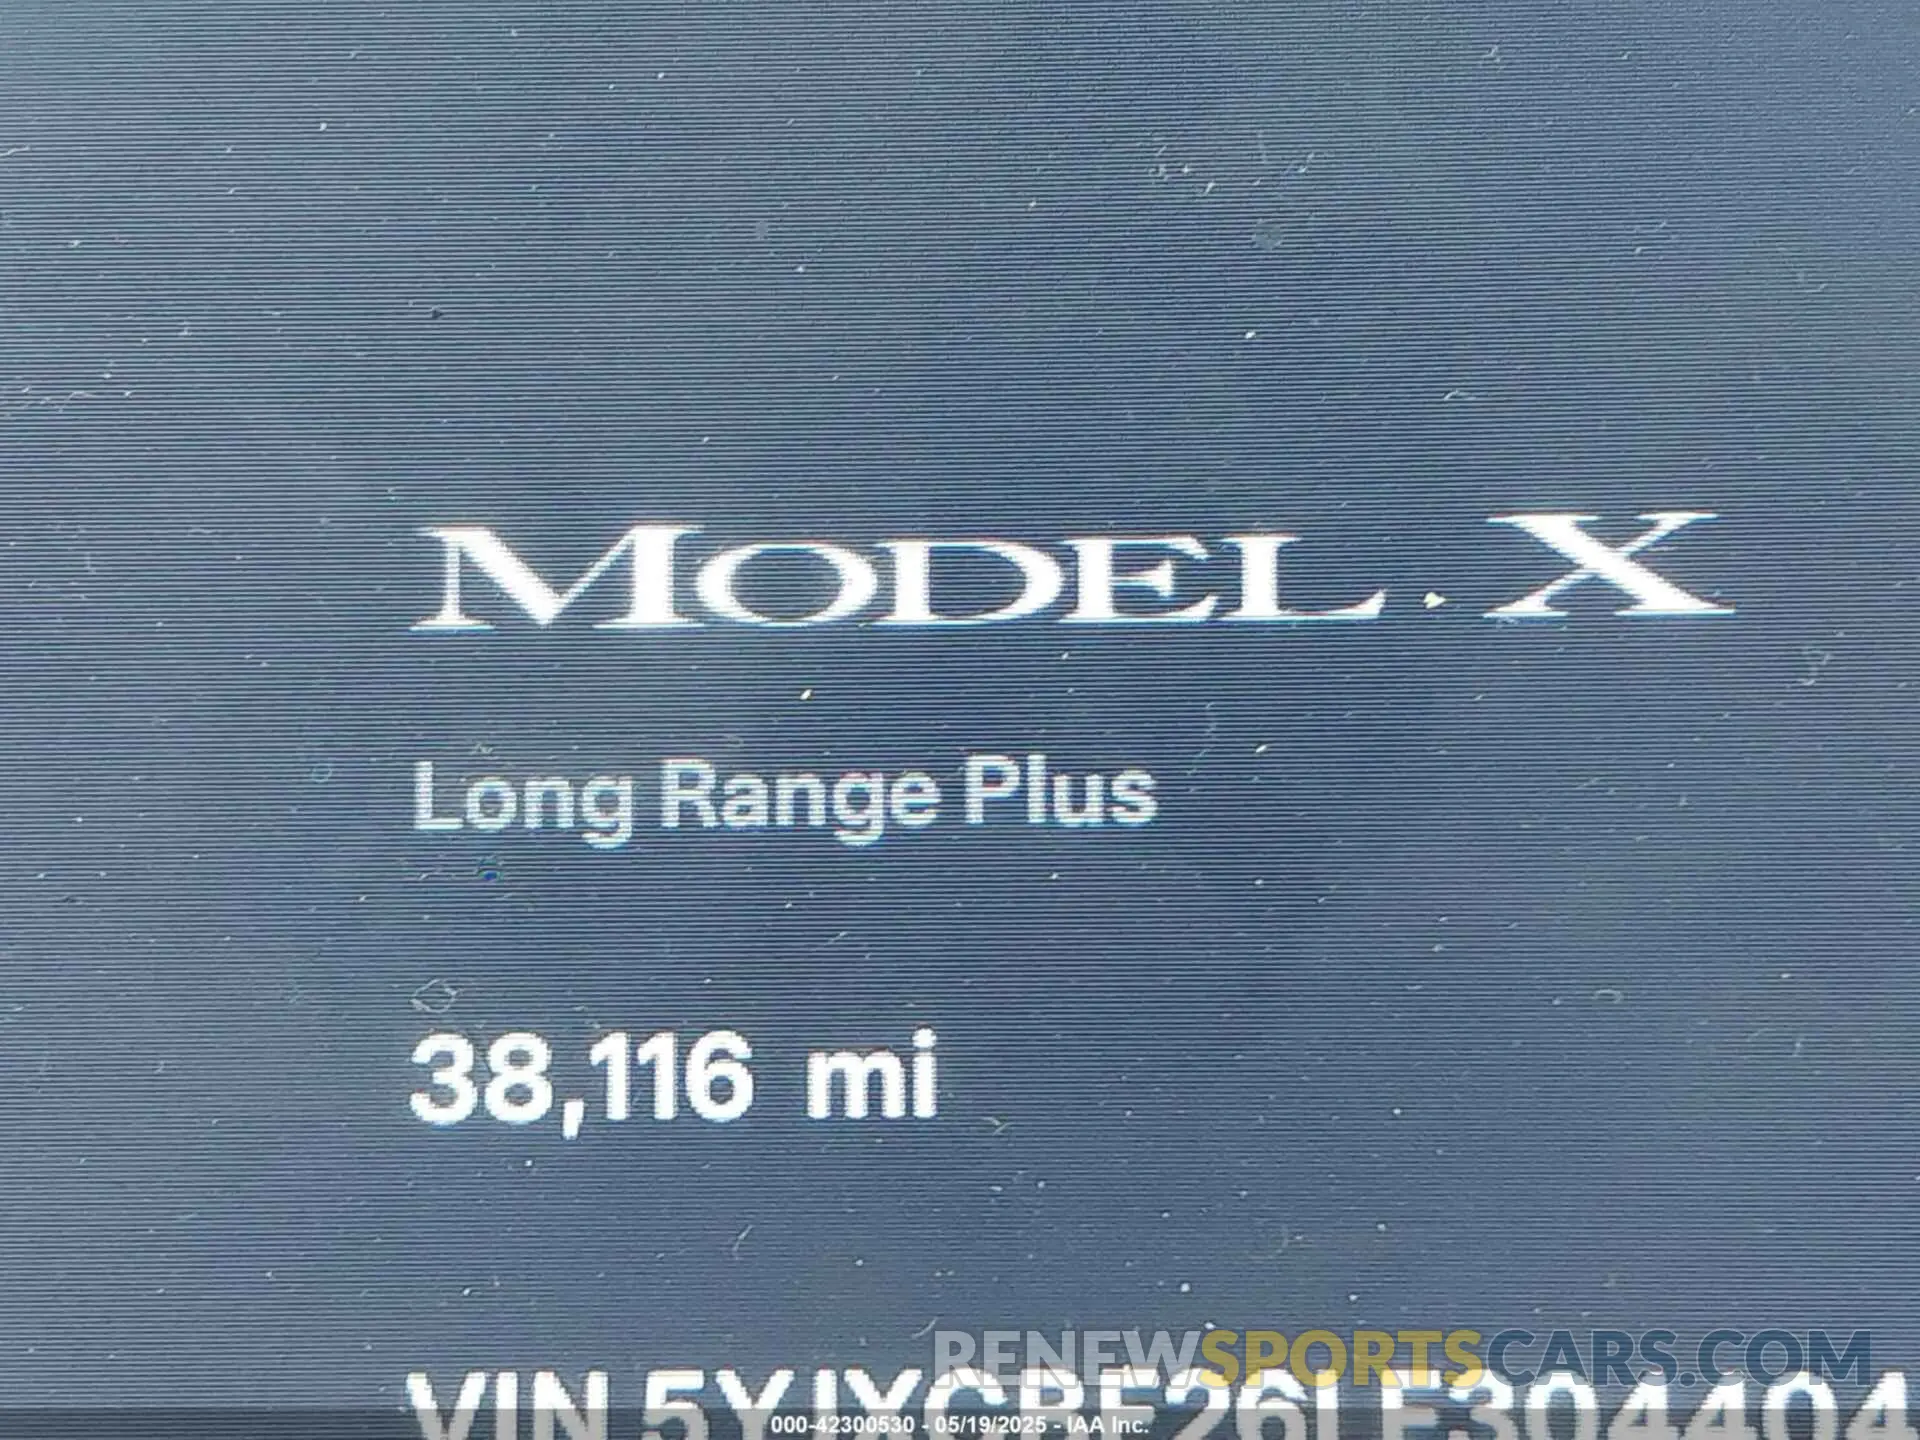 MODEL X
Long Range Plus
38,116 mi
RENEWSPORTSCARS.COM
VIN 5YJXCBE26LF304404
000-42300530 - 05/19/2025 - IAA Inc.